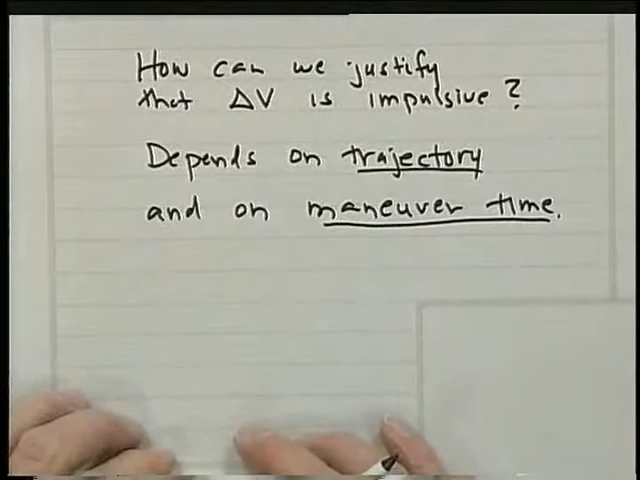 How can we justify
that ΔV is impulsive?
Depends on trajectory
and on maneuver time.